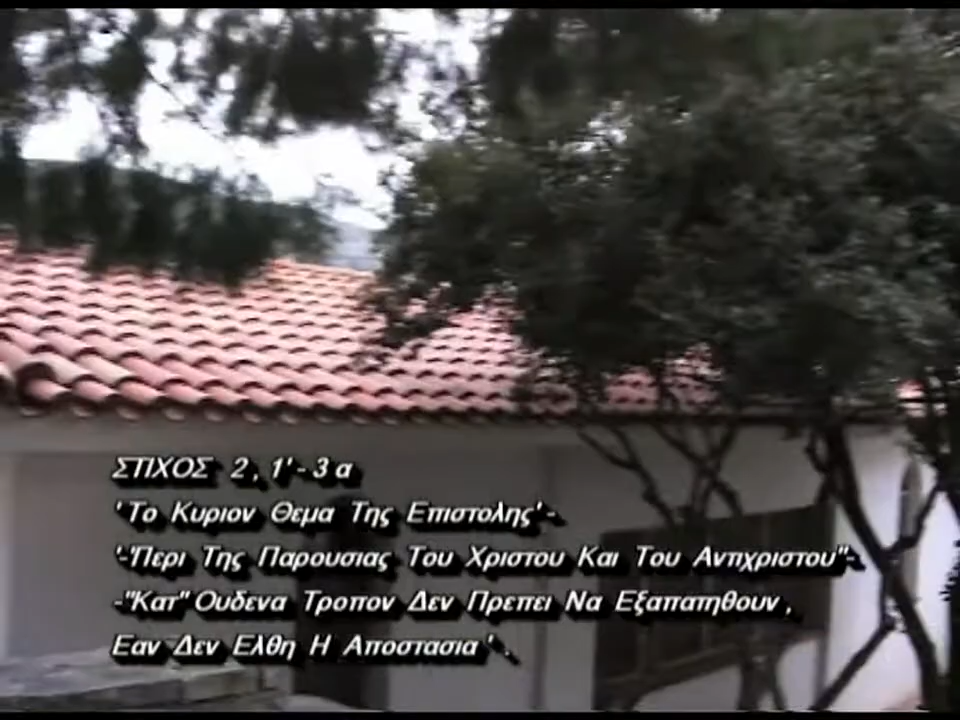 ΣΤΙΧΟΣ 2, 1'-3α
'Το Κυριον Θεμα Της Επιστολης'-
'-'Περι Της Παρουσιας Του Χριστου Και Του Αντιχριστου"-
-"Κατ" Ουδενα Τροπον Δεν Πρεπει Να Εξαπατηθουν,
Εαν Δεν Ελθη Η Αποστασια'.